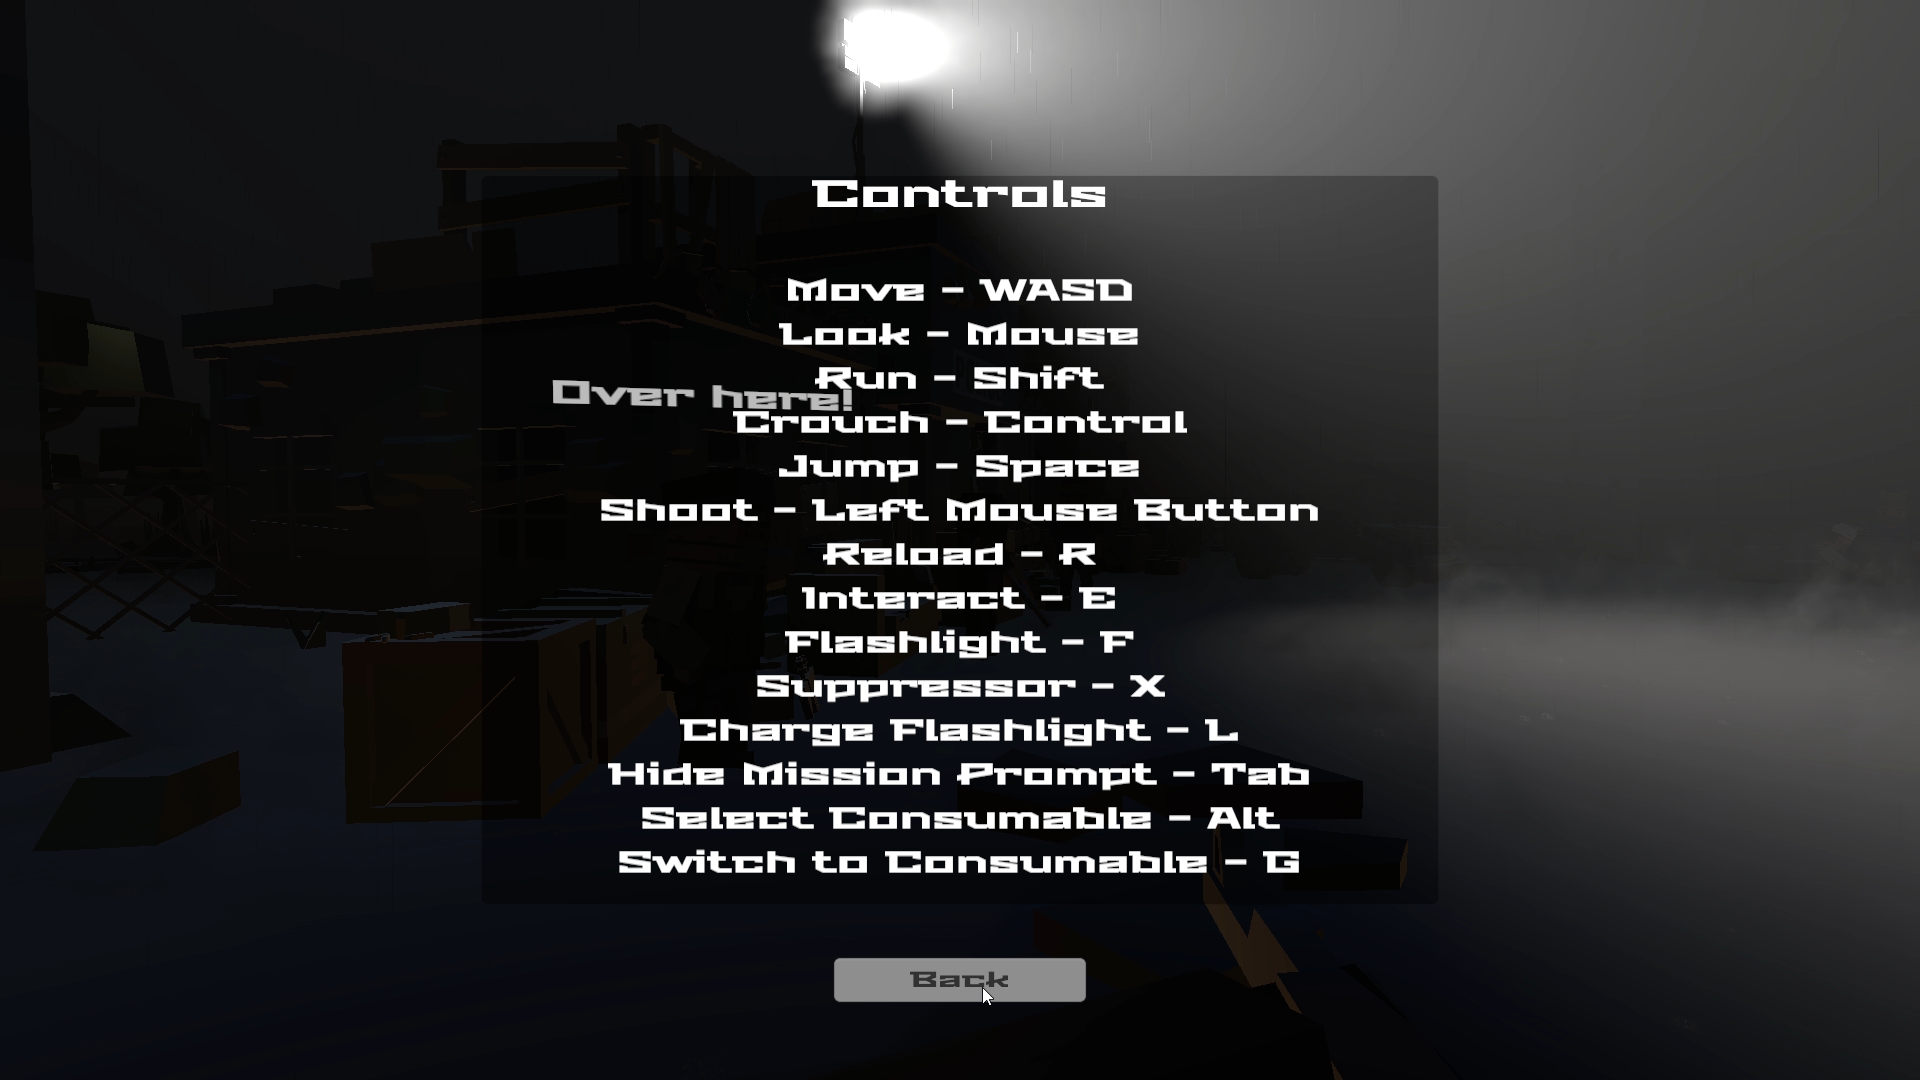 Controls
Move - WASD
Look - Mouse
Run - Shift
Over here!
Crouch - Control
Jump - Space
Shoot - Left Mouse Button
Reload - R
Interact - E
Flashlight - F
Suppressor - X
Charge Flashlight - L
Hide Mission Prompt - Tab
Select Consumable - Alt
Switch to Consumable - G
Back